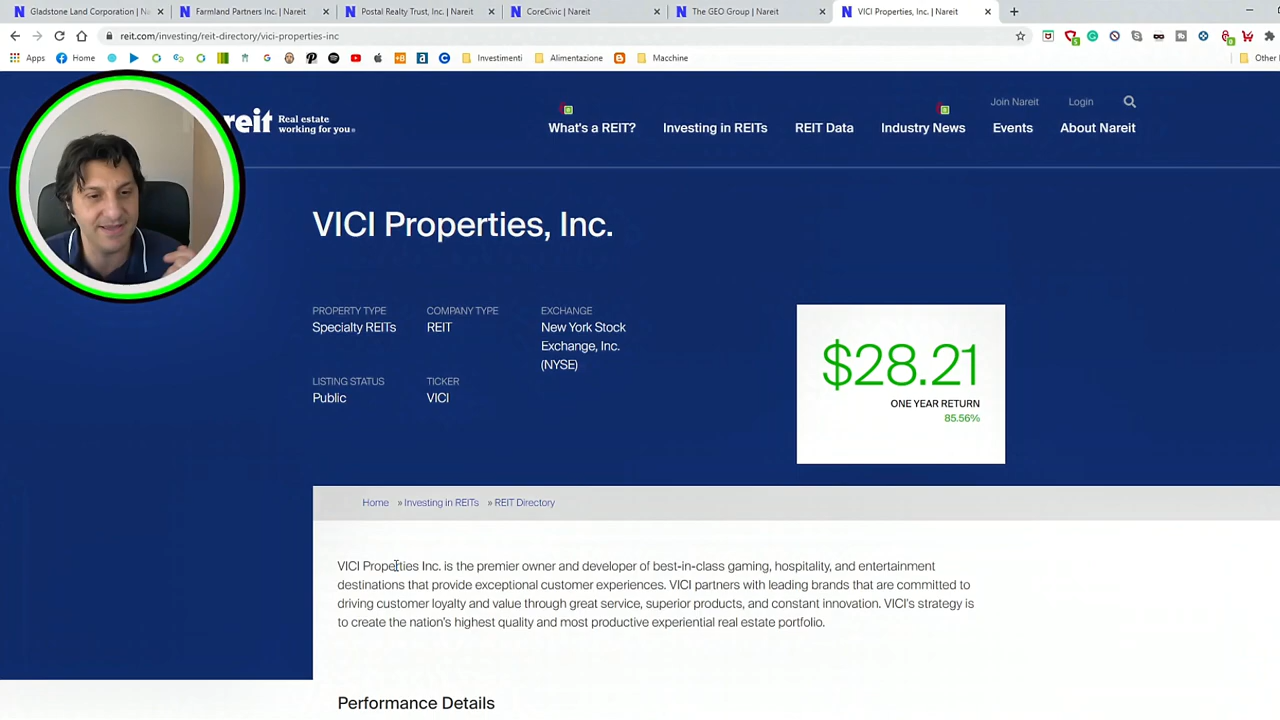 Gladstone Land Corporation | Na
Farmland Partners Inc. | Nareit
Postal Realty Trust, Inc. | Nareit
CoreCivic | Nareit
The GEO Group | Nareit
VICI Properties, Inc. | Nareit
reit.com/investing/reit-directory/vici-properties-inc
Apps
Home
Investimenti
Alimentazione
Macchine
Other
Join Nareit
Login
reit
Real estate
working for you.
What's a REIT?
Investing in REITs
REIT Data
Industry News
Events
About Nareit
VICI Properties, Inc.
PROPERTY TYPE
Specialty REITs
COMPANY TYPE
REIT
EXCHANGE
New York Stock
Exchange, Inc.
(NYSE)
LISTING STATUS
Public
TICKER
VICI
$28.21
ONE YEAR RETURN
85.56%
Home » Investing in REITs » REIT Directory
VICI Properties Inc. is the premier owner and developer of best-in-class gaming, hospitality, and entertainment
destinations that provide exceptional customer experiences. VICI partners with leading brands that are committed to
driving customer loyalty and value through great service, superior products, and constant innovation. VICI's strategy is
to create the nation's highest quality and most productive experiential real estate portfolio.
Performance Details